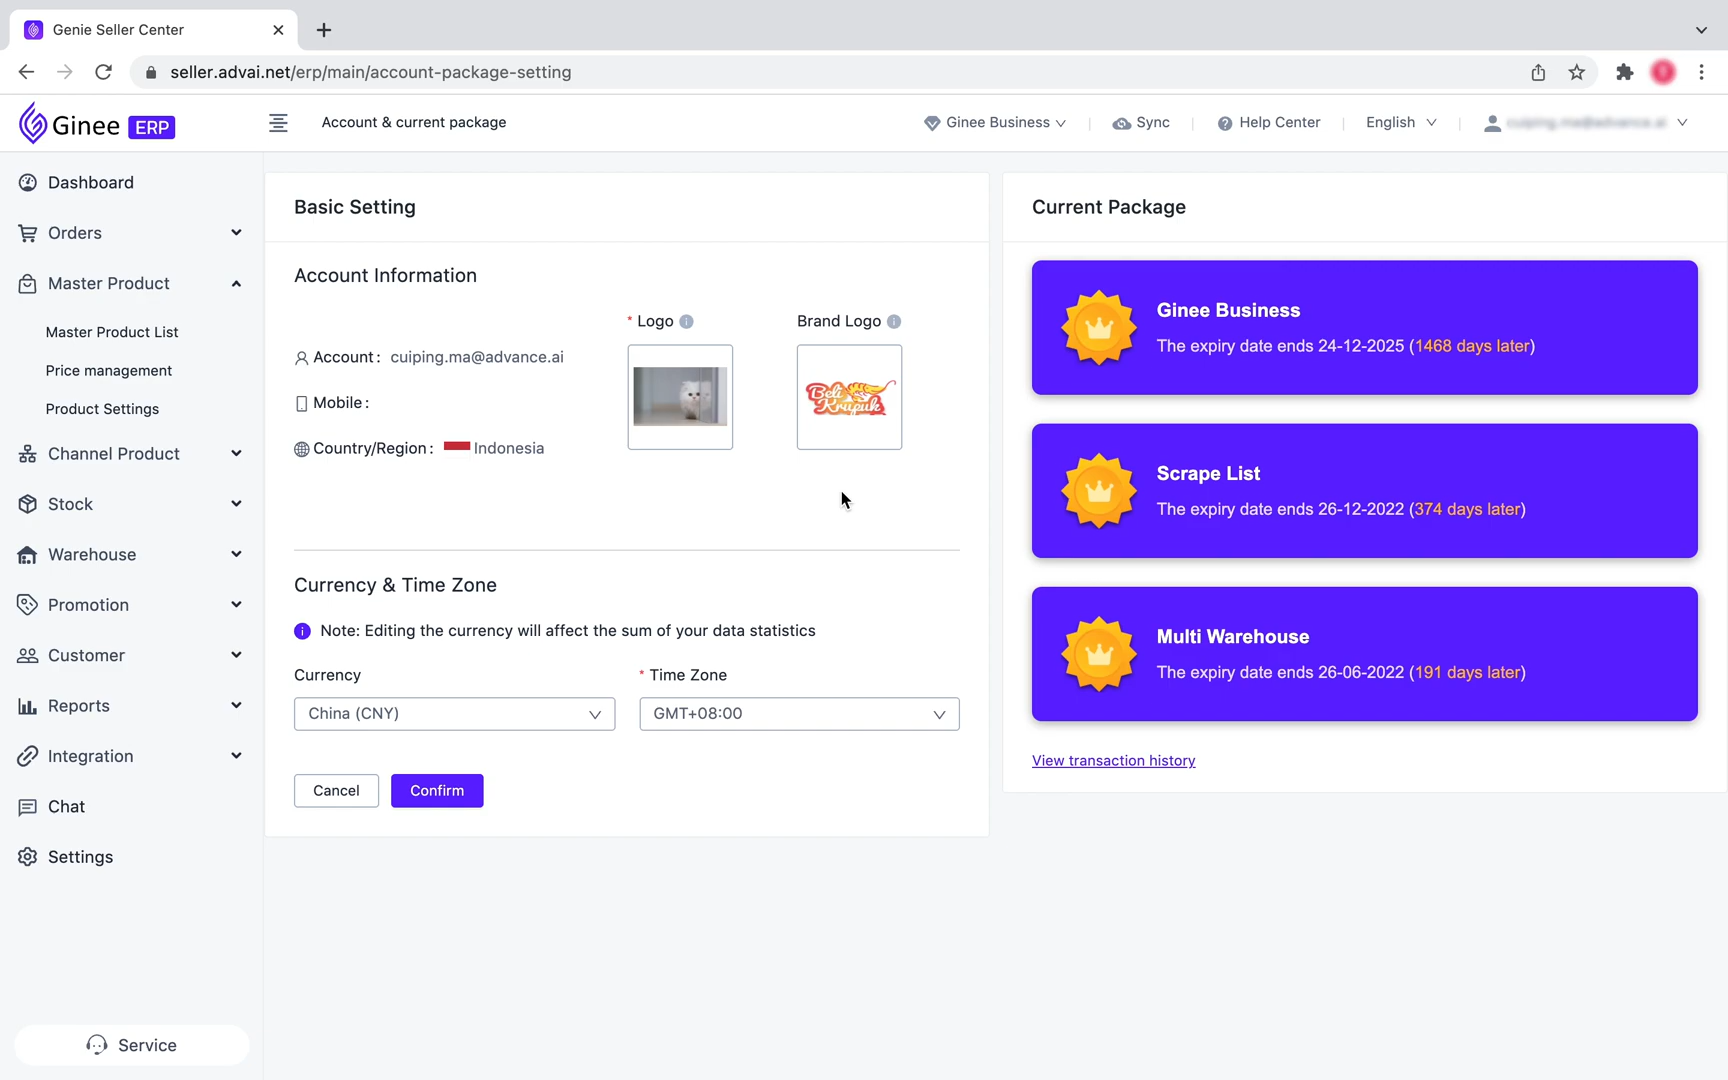 Genie Seller Center
seller.advai.net/erp/main/account-package-setting
Ginee ERP
Account & current package
Ginee Business
Sync
Help Center
English
Dashboard
Orders
Master Product
Master Product List
Price management
Product Settings
Channel Product
Stock
Warehouse
Promotion
Customer
Reports
Integration
Chat
Settings
Service
Basic Setting
Account Information
* Logo
Brand Logo
Beli
Krupuk
Account : cuiping.ma@advance.ai
Mobile :
Country/Region : Indonesia
Currency & Time Zone
Note: Editing the currency will affect the sum of your data statistics
Currency
* Time Zone
China (CNY)
GMT+08:00
Cancel
Confirm
Current Package
Ginee Business
The expiry date ends 24-12-2025 (1468 days later)
Scrape List
The expiry date ends 26-12-2022 (374 days later)
Multi Warehouse
The expiry date ends 26-06-2022 (191 days later)
View transaction history